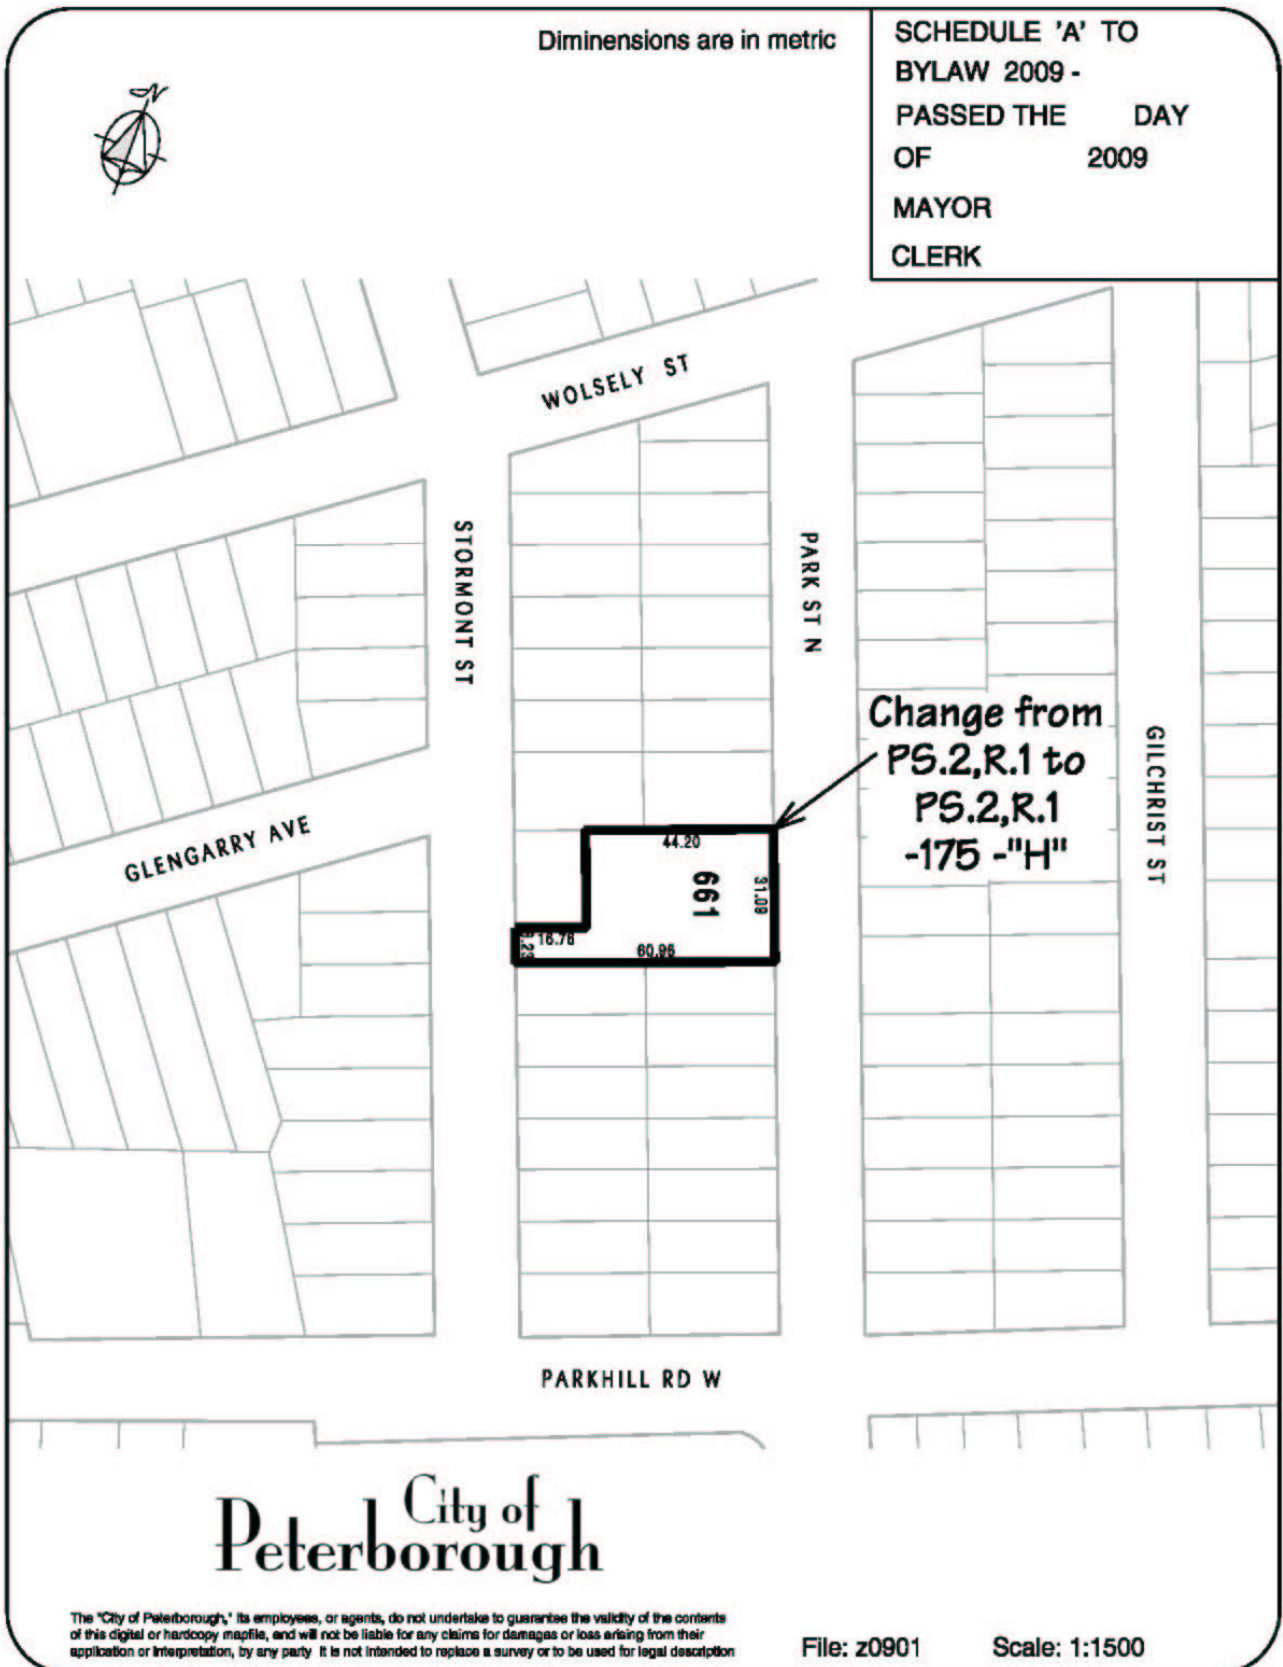 Diminensions are in metric
SCHEDULE 'A' TO
BYLAW 2009 -
PASSED THE DAY
OF 2009
MAYOR
CLERK
N
WOLSELY ST
STORMONT ST
PARK ST N
Change from
PS.2,R.1 to
PS.2,R.1
-175 -"H"
GILCHRIST ST
GLENGARRY AVE
44.20
661
31.09
16.76
60.96
PARKHILL RD W
City of
Peterborough
The "City of Peterborough," its employees, or agents, do not undertake to guarantee the validity of the contents
of this digital or hardcopy mapfile, and will not be liable for any claims for damages or loss arising from their
application or interpretation, by any party It is not intended to replace a survey or to be used for legal description
File: z0901 Scale: 1:1500